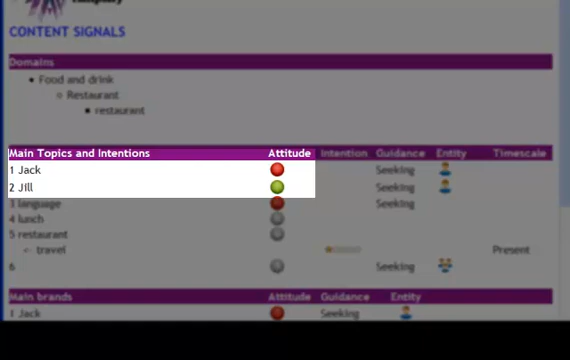 CONTENT SIGNALS
Domains
Food and drink
Restaurant
restaurant
Main Topics and Intentions Attitude Intention Guidance Entity Timescale
1 Jack Seeking
2 Jill Seeking
3 language Seeking
4 lunch
5 restaurant
travel Present
6 Seeking
Main brands Attitude Guidance Entity
1 Jack Seeking